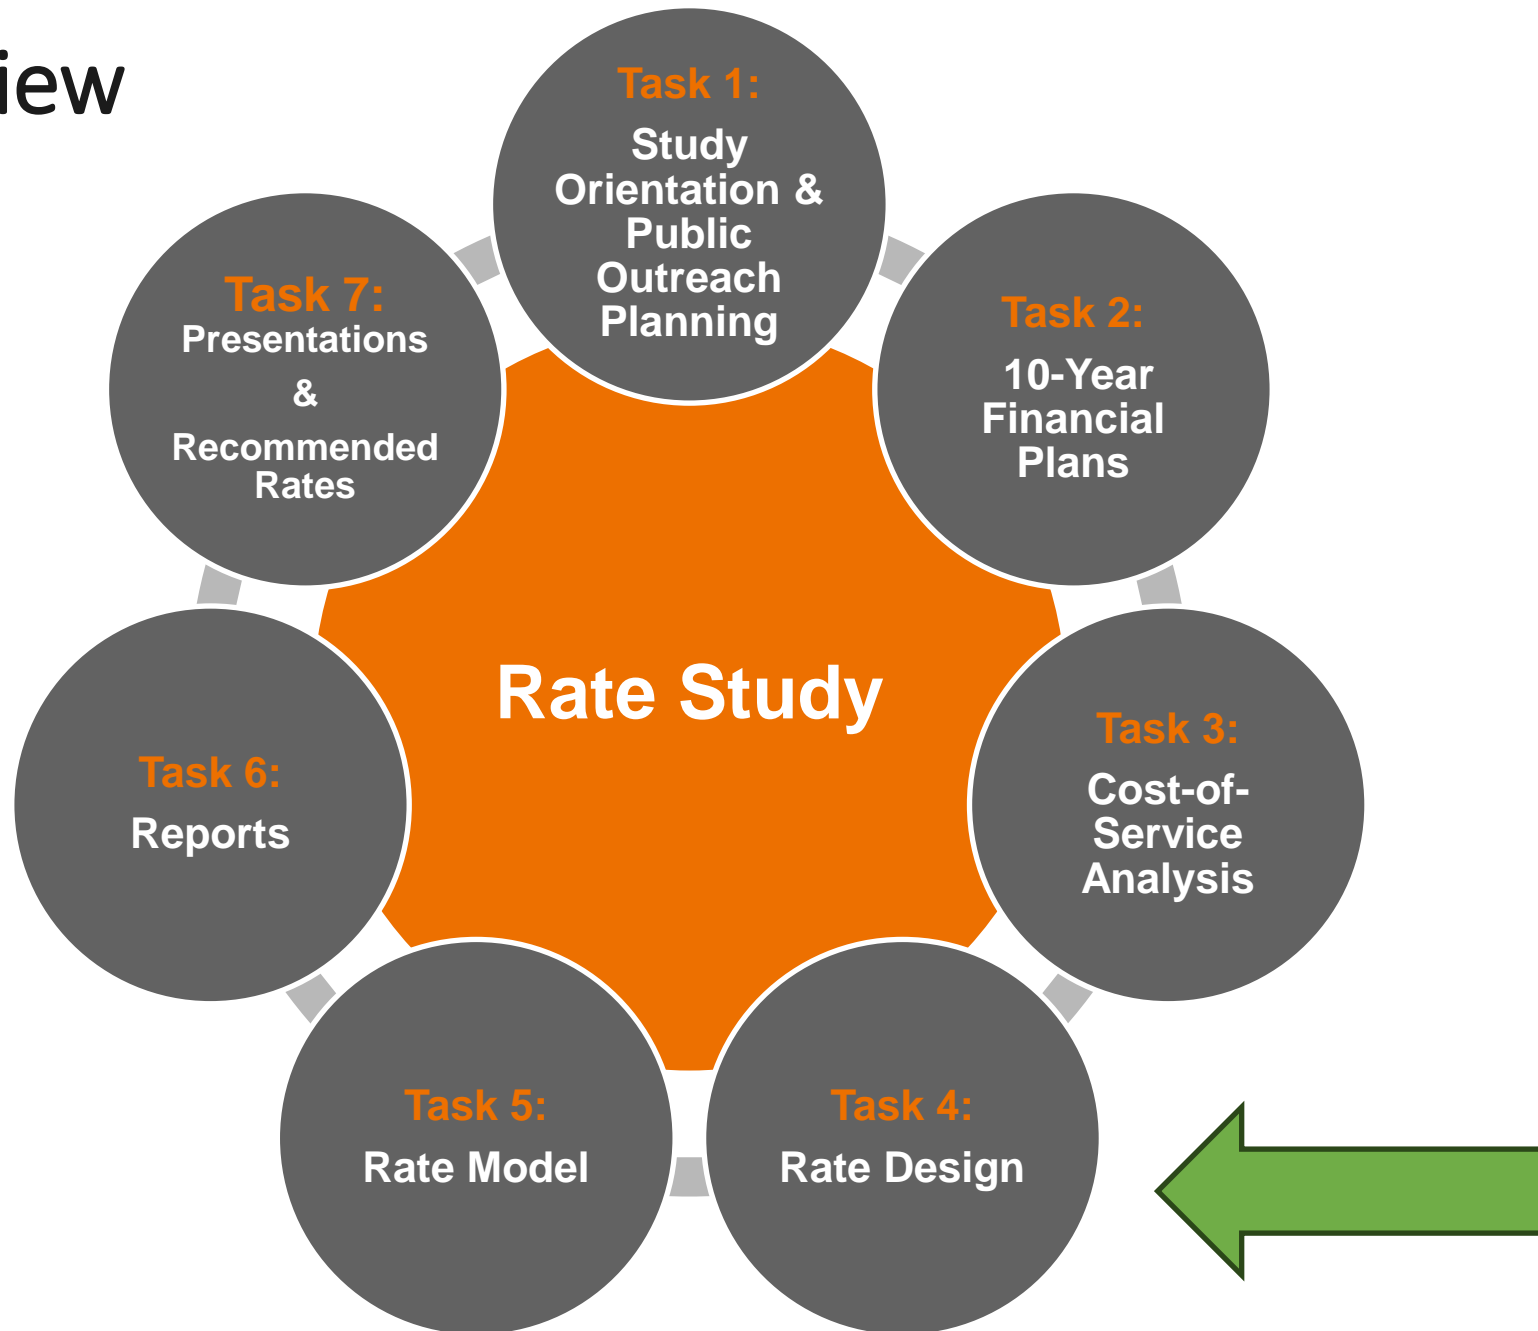 iew
Task 1:
Study
Orientation &
Public
Outreach
Planning
Task 2:
10-Year
Financial
Plans
Task 3:
Cost-of-
Service
Analysis
Task 4:
Rate Design
Task 5:
Rate Model
Task 6:
Reports
Task 7:
Presentations
&
Recommended
Rates
Rate Study